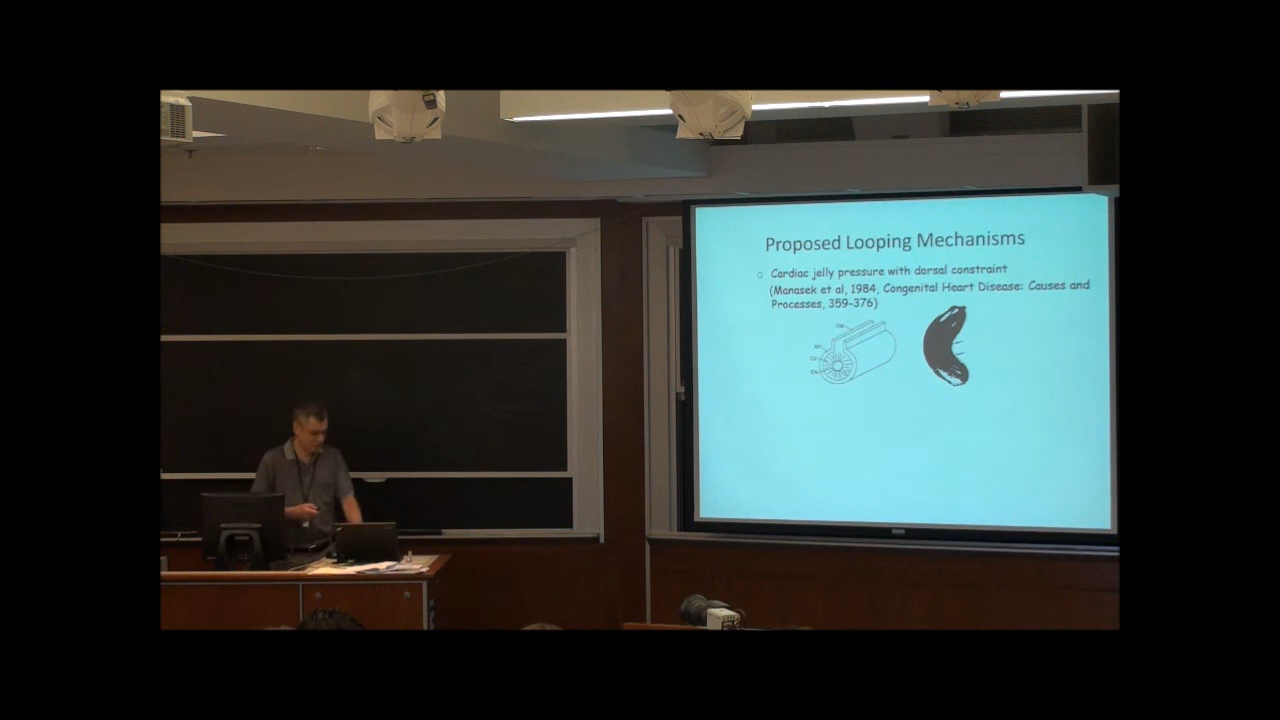 Proposed Looping Mechanisms
Cardiac jelly pressure with dorsal constraint
(Manasek et al, 1984, Congenital Heart Disease: Causes and
Processes, 359-376)